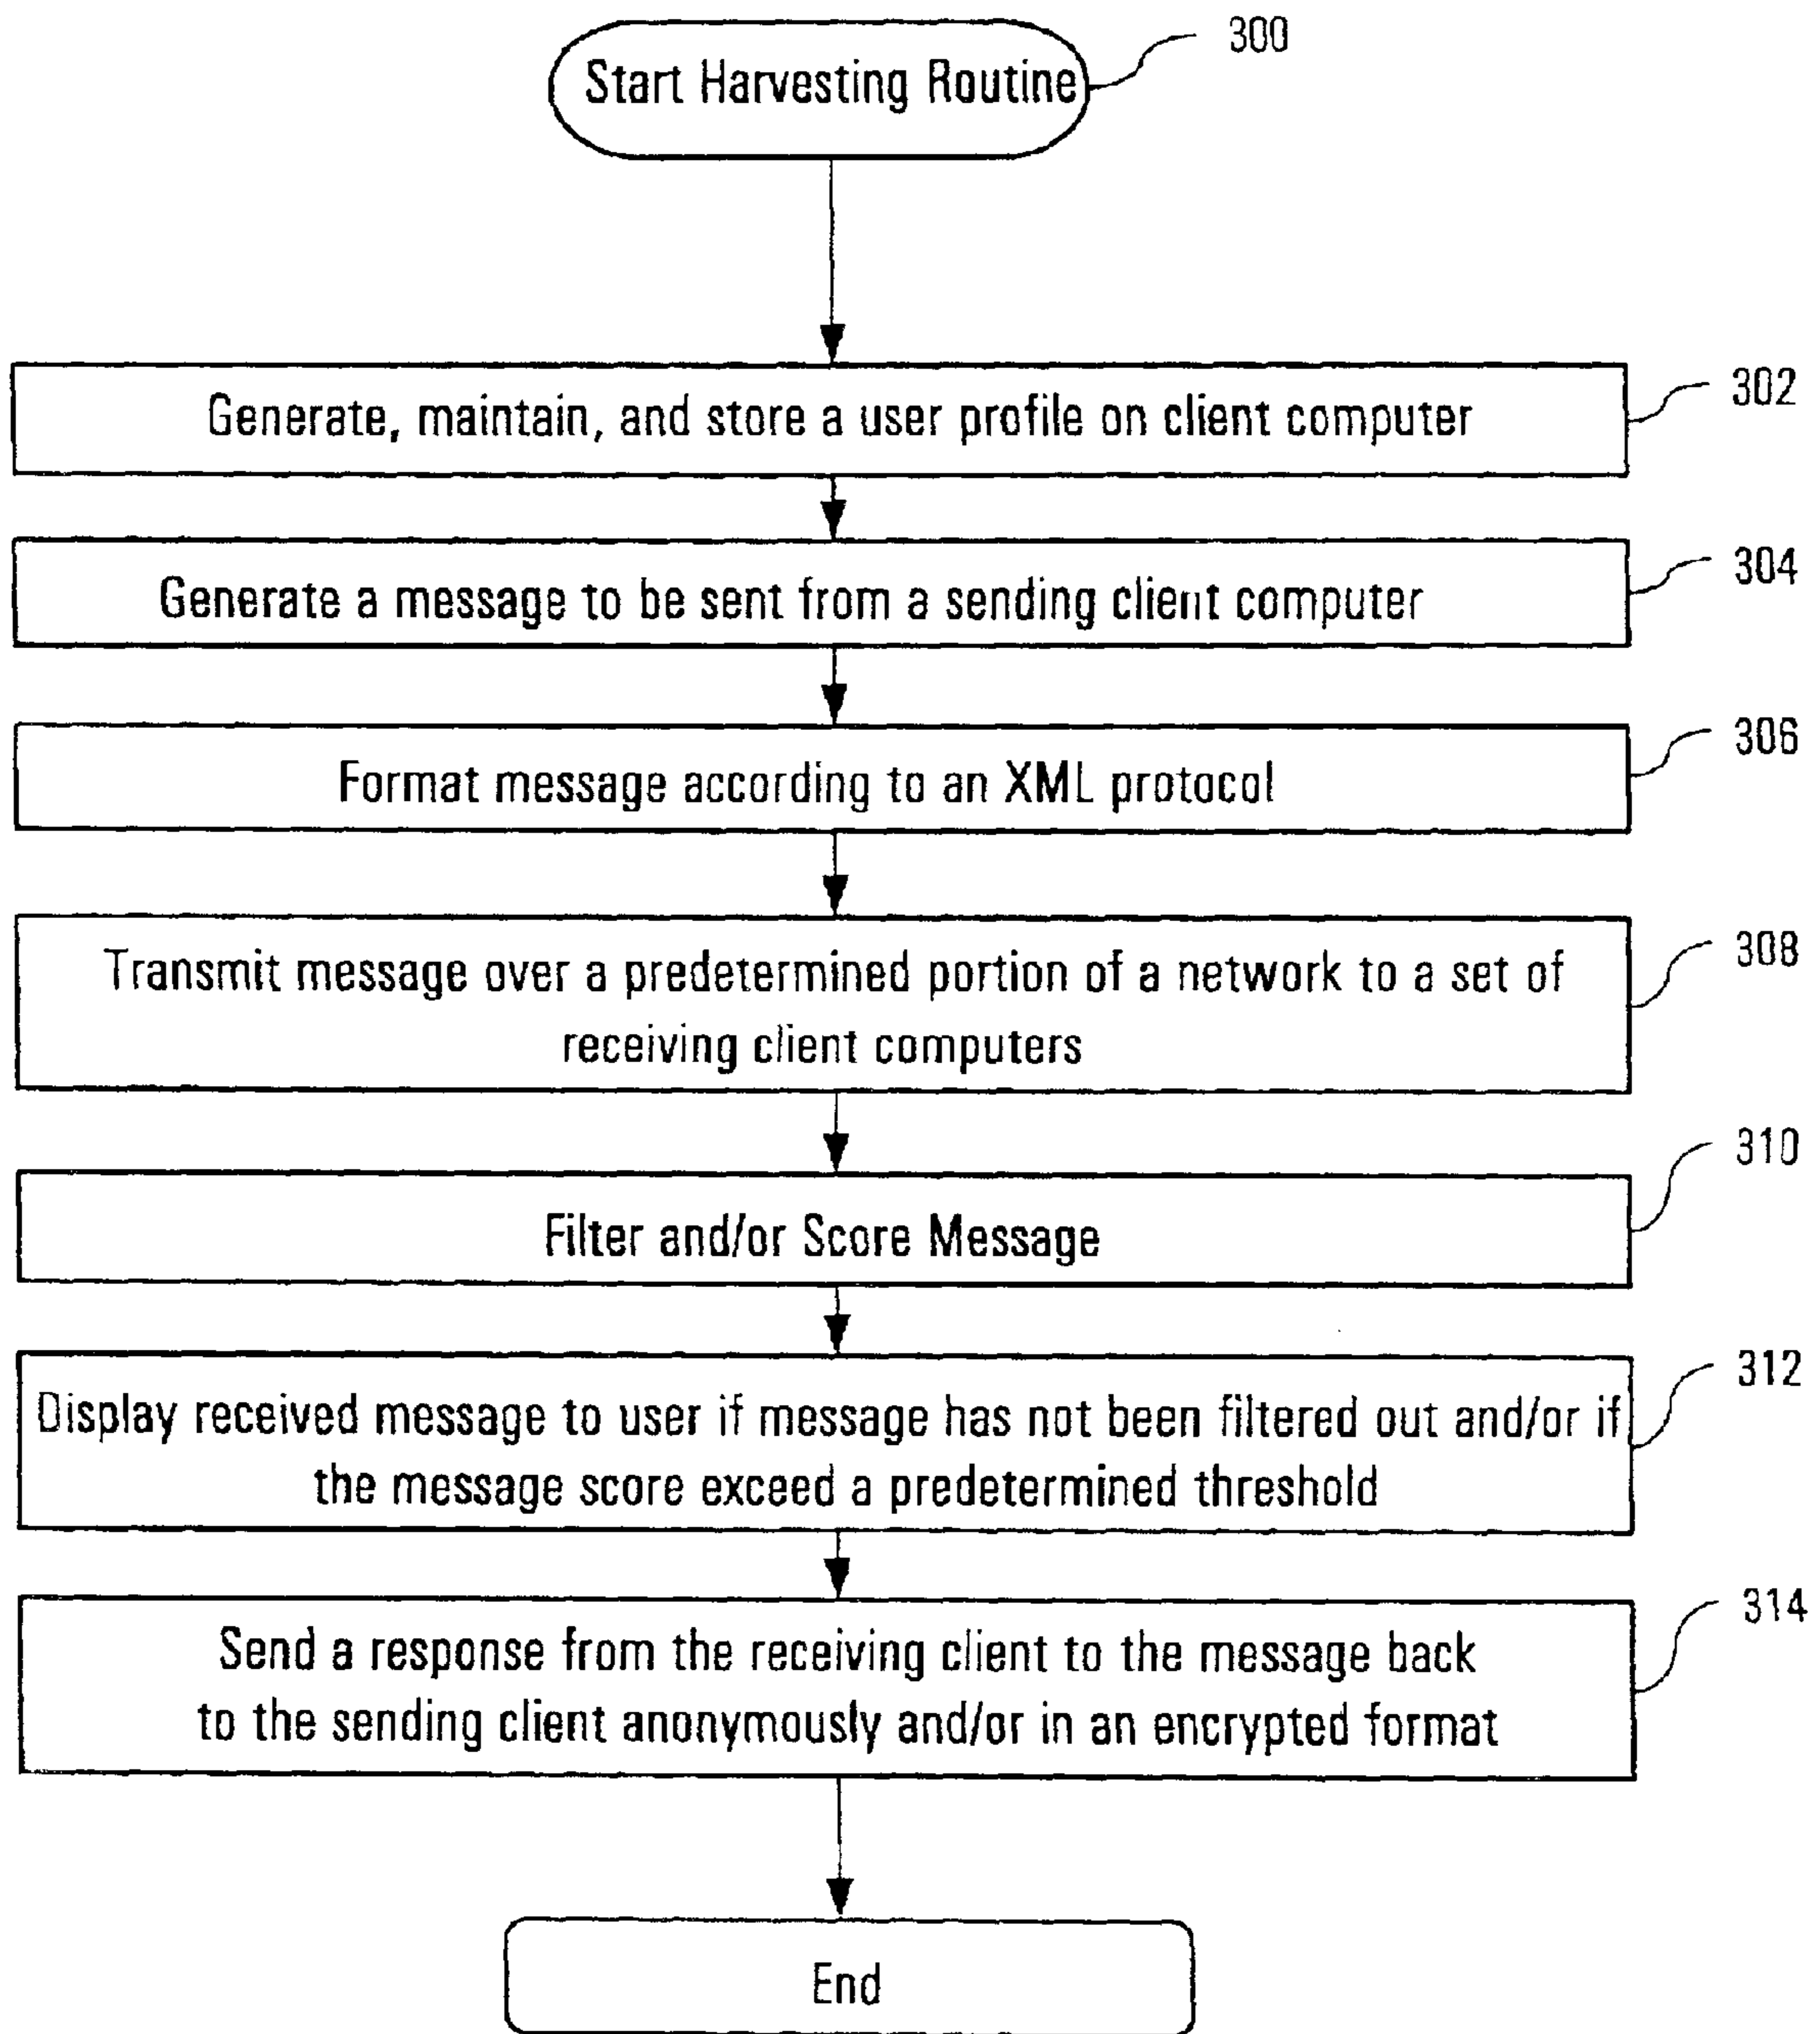 300
Start Harvesting Routine
302
Generate, maintain, and store a user profile on client computer
304
Generate a message to be sent from a sending client computer
306
Format message according to an XML protocol
308
Transmit message over a predetermined portion of a network to a set of
receiving client computers
310
Filter and/or Score Message
312
Display received message to user if message has not been filtered out and/or if
the message score exceed a predetermined threshold
314
Send a response from the receiving client to the message back
to the sending client anonymously and/or in an encrypted format
End